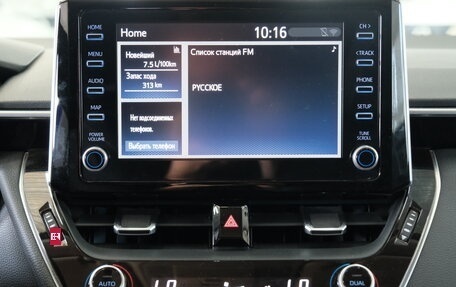 HOME
MENU
AUDIO
MAP
POWER
VOLUME
Home
10:16
Новейший
7.5 L/100km
Запас хода
313 km
Нет подсоединенных
телефонов.
Выбрать телефон
Список станций FM
РУССКОЕ
CH >
< TRACK
PHONE
SETUP
TUNE
SCROLL
AUTO
DUAL